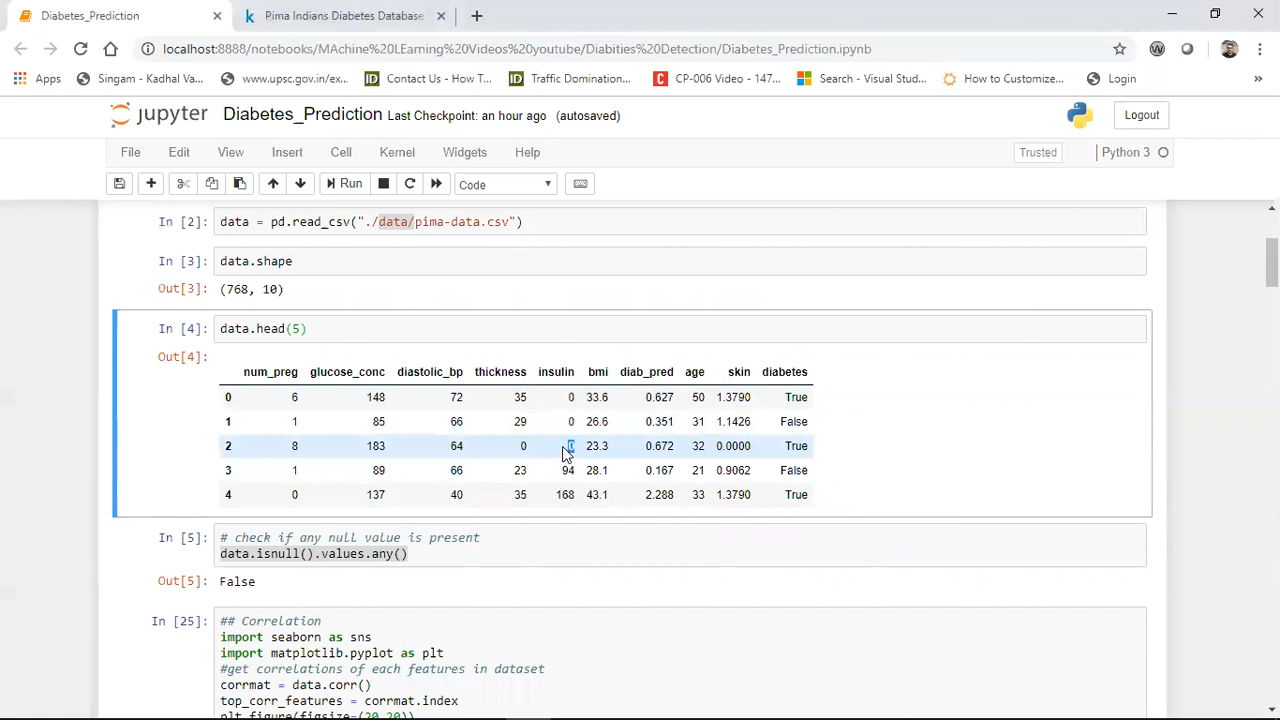 Diabetes_Prediction
Pima Indians Diabetes Database
localhost:8888/notebooks/MAchine%20LEarning%20Videos%20youtube/Diabities%20Detection/Diabetes_Prediction.ipynb
Apps Singam - Kadhal Va... www.upsc.gov.in/ex... Contact Us - How T... Traffic Domination... CP-006 Video - 147... Search - Visual Stud... How to Customize... Login »
jupyter Diabetes_Prediction Last Checkpoint: an hour ago (autosaved) Logout
File Edit View Insert Cell Kernel Widgets Help Trusted Python 3
Run Code
In [2]: data = pd.read_csv("./data/pima-data.csv")
In [3]: data.shape
Out[3]: (768, 10)
In [4]: data.head(5)
Out[4]:
num_preg glucose_conc diastolic_bp thickness insulin bmi diab_pred age skin diabetes
0 6 148 72 35 0 33.6 0.627 50 1.3790 True
1 1 85 66 29 0 26.6 0.351 31 1.1426 False
2 8 183 64 0 0 23.3 0.672 32 0.0000 True
3 1 89 66 23 94 28.1 0.167 21 0.9062 False
4 0 137 40 35 168 43.1 2.288 33 1.3790 True
In [5]: # check if any null value is present
data.isnull().values.any()
Out[5]: False
In [25]: ## Correlation
import seaborn as sns
import matplotlib.pyplot as plt
#get correlations of each features in dataset
corrmat = data.corr()
top_corr_features = corrmat.index
plt.figure(figsize=(20,20))